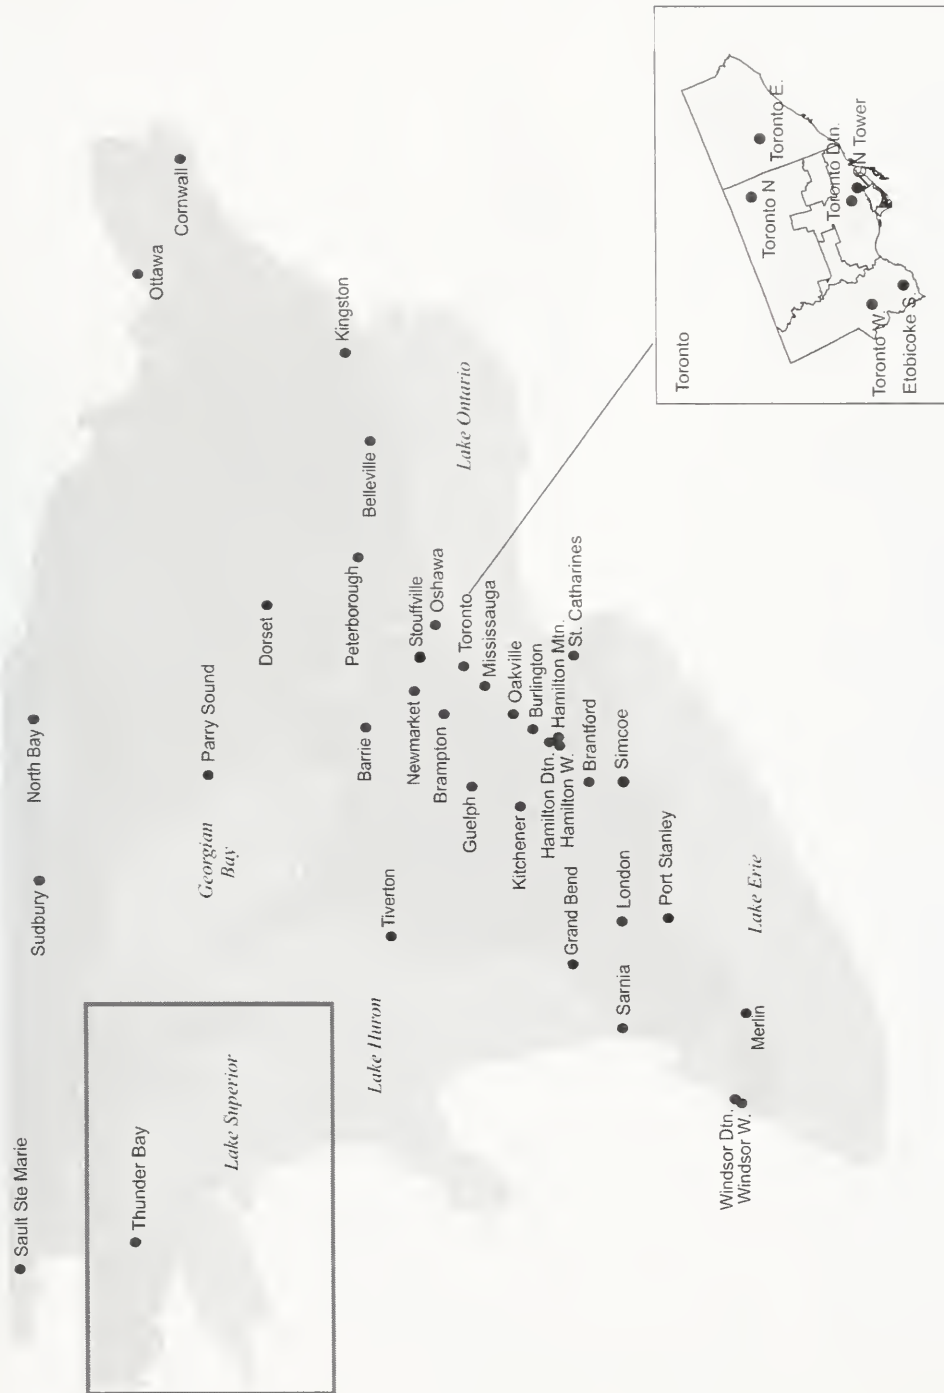 Sault Ste Marie
Sudbury
North Bay
Thunder Bay
Lake Superior
Georgian
Bay
Parry Sound
Ottawa
Cornwall
Dorset
Lake Huron
Tiverton
Barrie
Peterborough
Belleville
Kingston
Newmarket
Stouffville
Brampton
Oshawa
Lake Ontario
Guelph
Toronto
Mississauga
Kitchener
Oakville
Burlington
Hamilton Dtn.
Hamilton Mtn.
Hamilton W.
St. Catharines
Grand Bend
Brantford
Sarnia
London
Simcoe
Port Stanley
Windsor Dtn.
Windsor W.
Merlin
Lake Erie
Toronto
Toronto N
Toronto E.
Toronto Dtn.
CN Tower
Toronto W.
Etobicoke S.